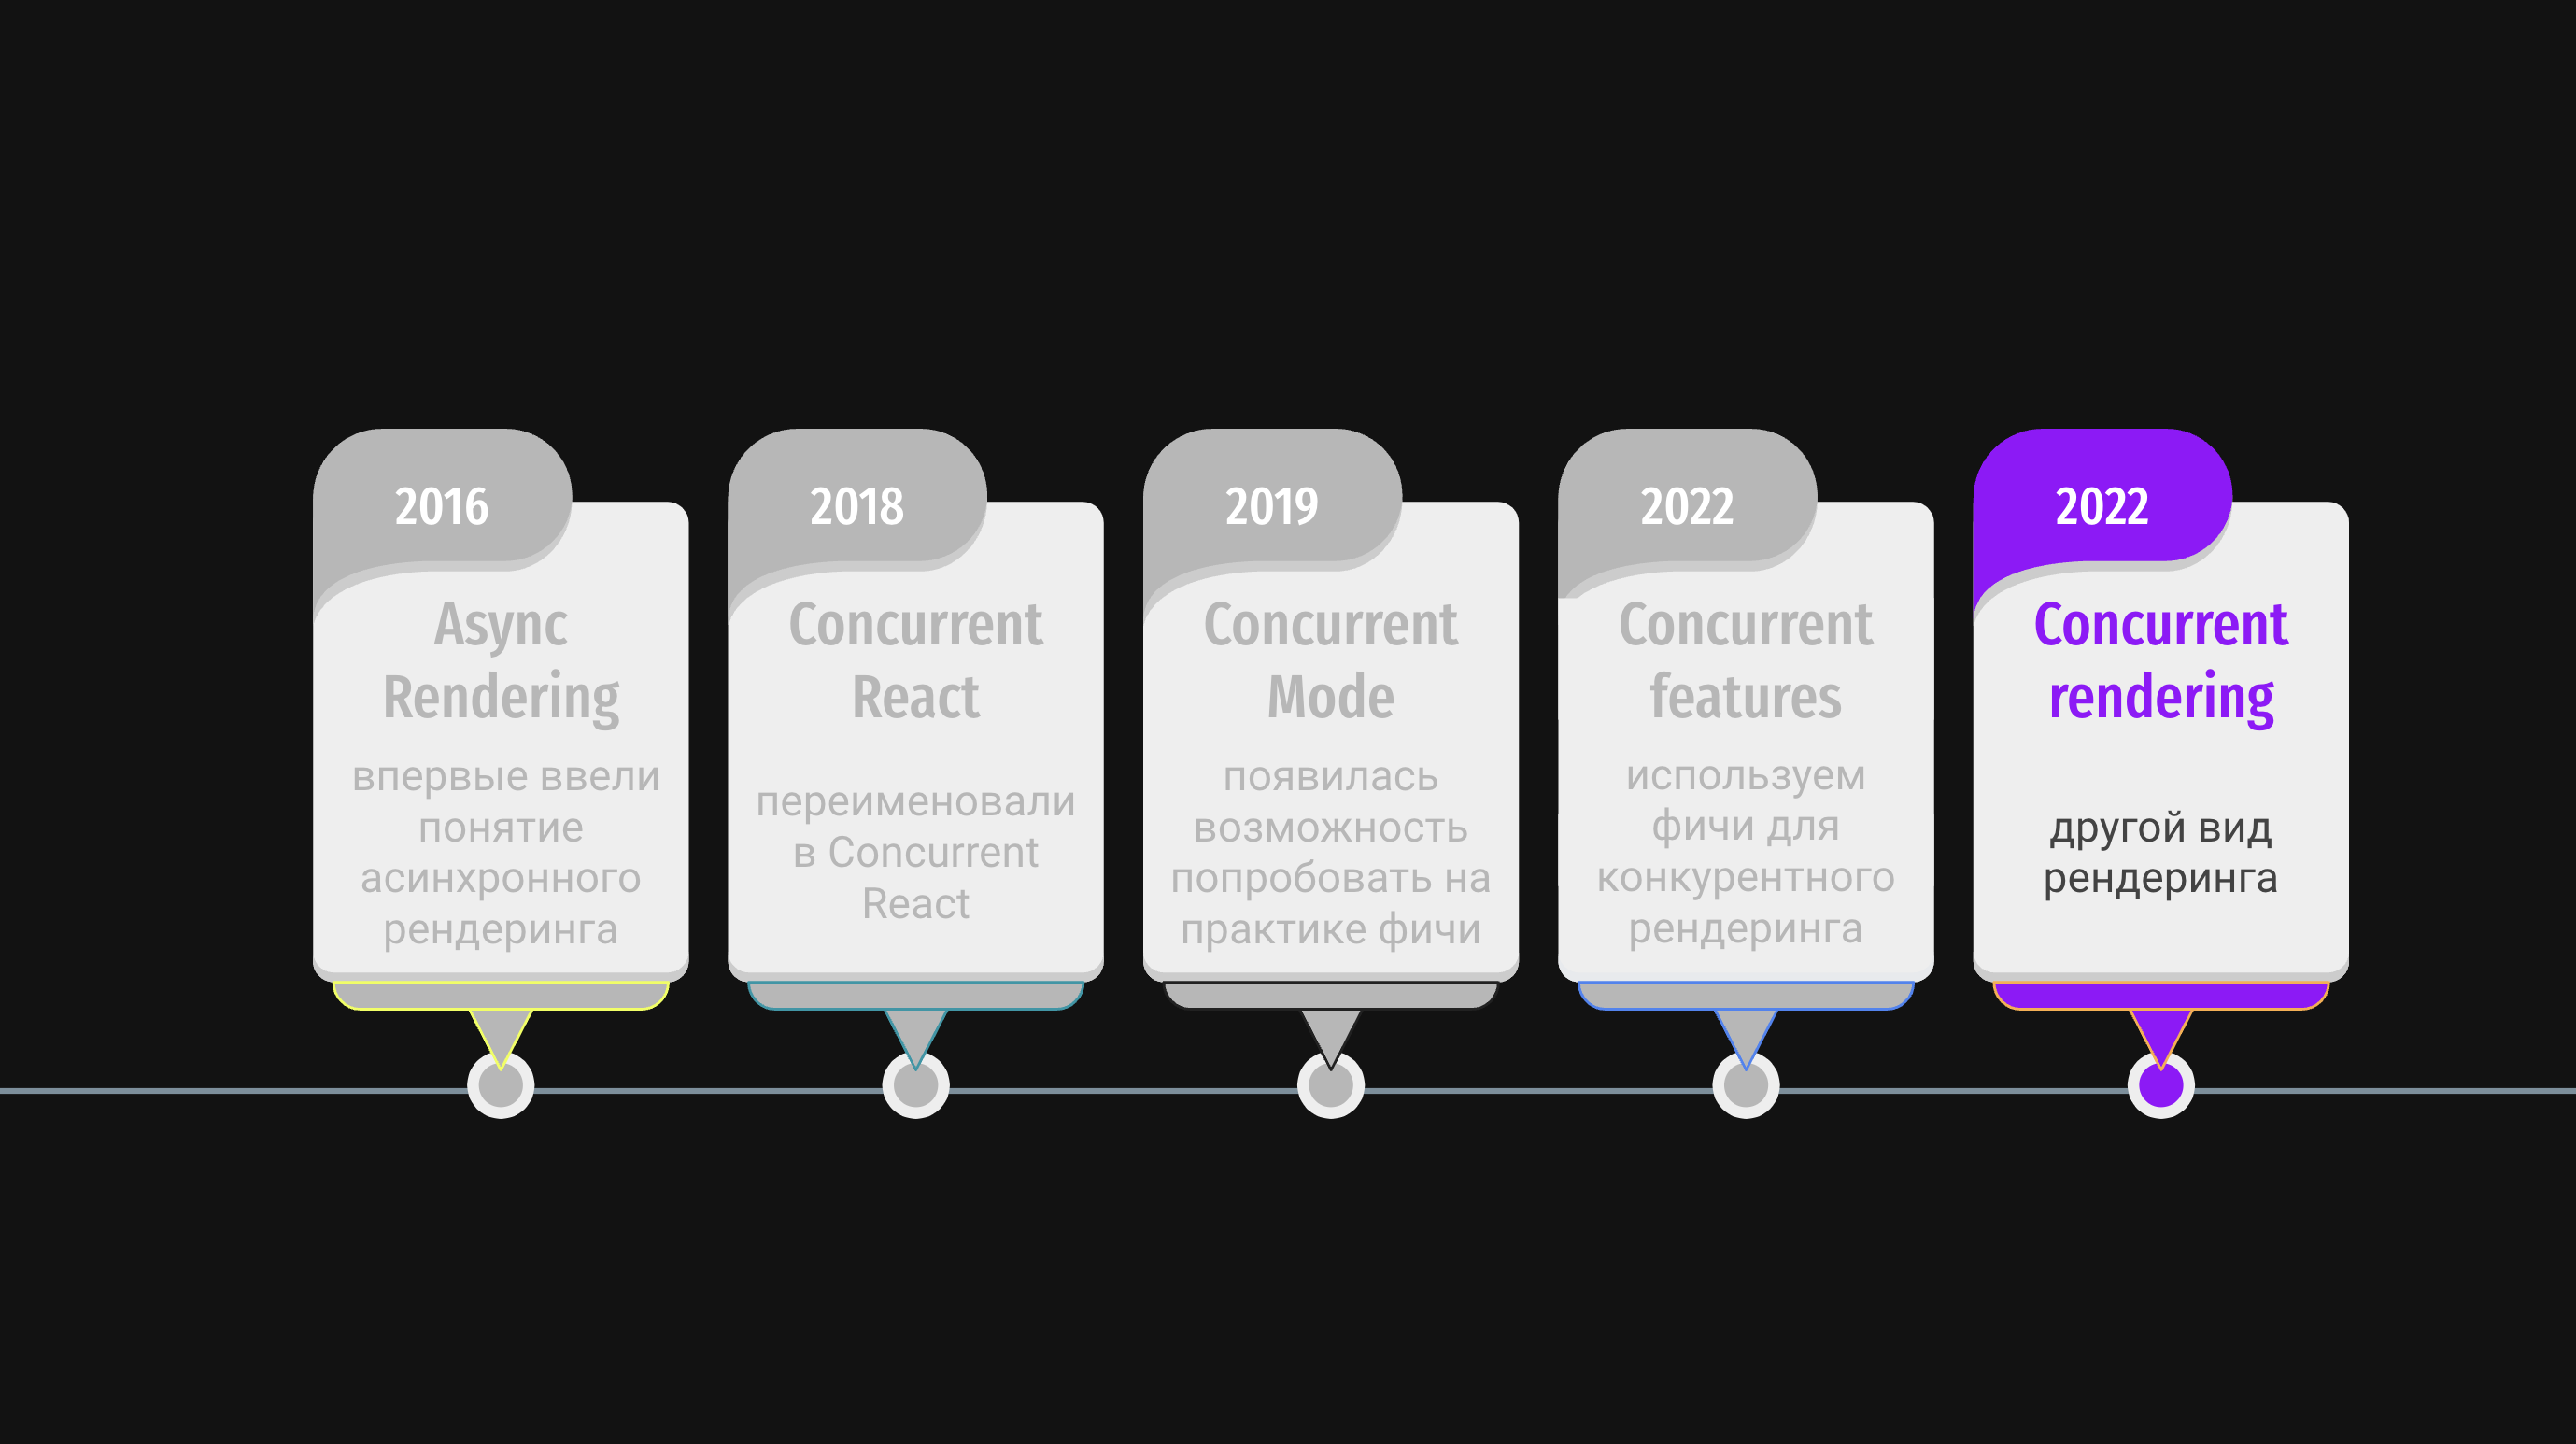 2016
Async
Rendering
впервые ввели
понятие
асинхронного
рендеринга
2018
Concurrent
React
переименовали
в Concurrent
React
2019
Concurrent
Mode
появилась
возможность
попробовать на
практике фичи
2022
Concurrent
features
используем
фичи для
конкурентного
рендеринга
2022
Concurrent
rendering
другой вид
рендеринга